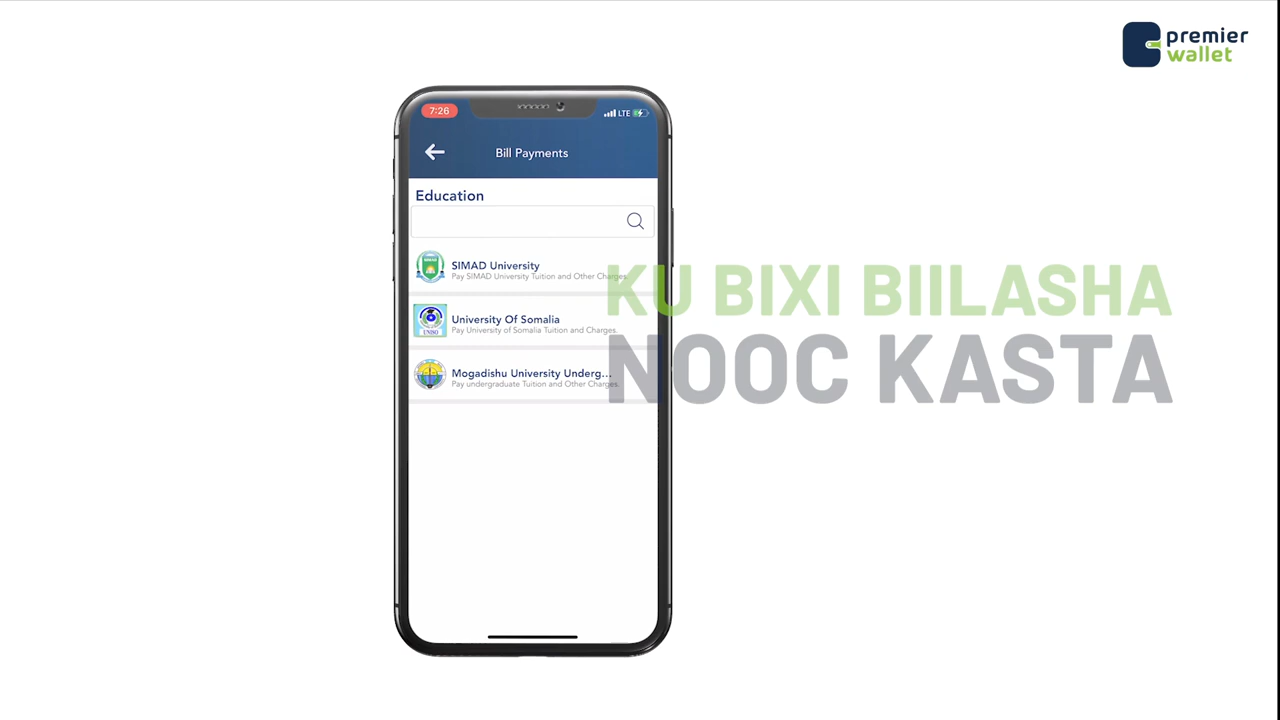 premier
wallet
7:26
LTE
Bill Payments
Education
SIMAD University
Pay SIMAD University Tuition and Other Charges.
University Of Somalia
Pay University of Somalia Tuition and Charges.
UNISO
Mogadishu University Underg...
Pay undergraduate Tuition and Other Charges.
KU BIXI BIILASHA
NOOC KASTA